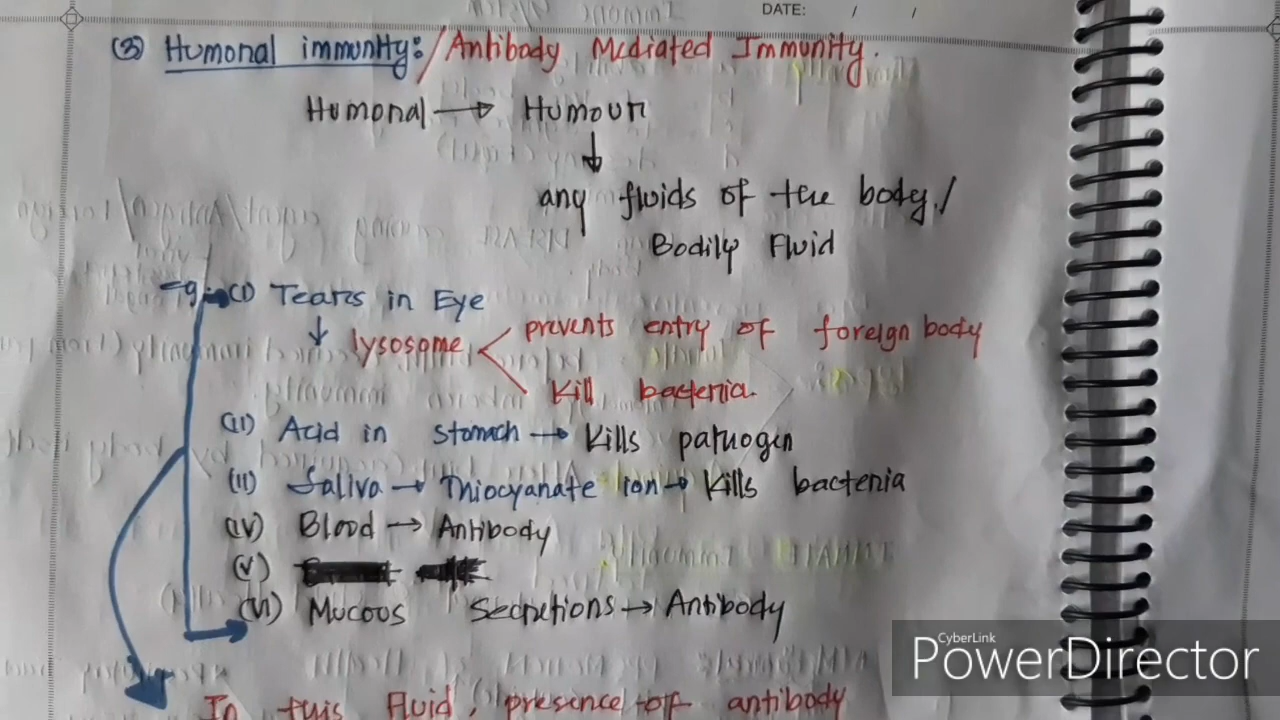 DATE: / /
(3) Humonal immunity:/Antibody Mediated Immunity.
Humonal → Humour
↓
any fluids of the body./
Bodily Fluid
Eg. → (i) Tears in Eye
↓ lysosome < prevents entry of foreign body
Kill bacteria.
(ii) Acid in stomach → Kills pathogen
(ii) Saliva → Thiocyanate ion → Kills bacteria
(iv) Blood → Antibody
(v)
(vi) Mucous Secretions → Antibody
In this Fluid, presence of antibody
CyberLink
PowerDirector